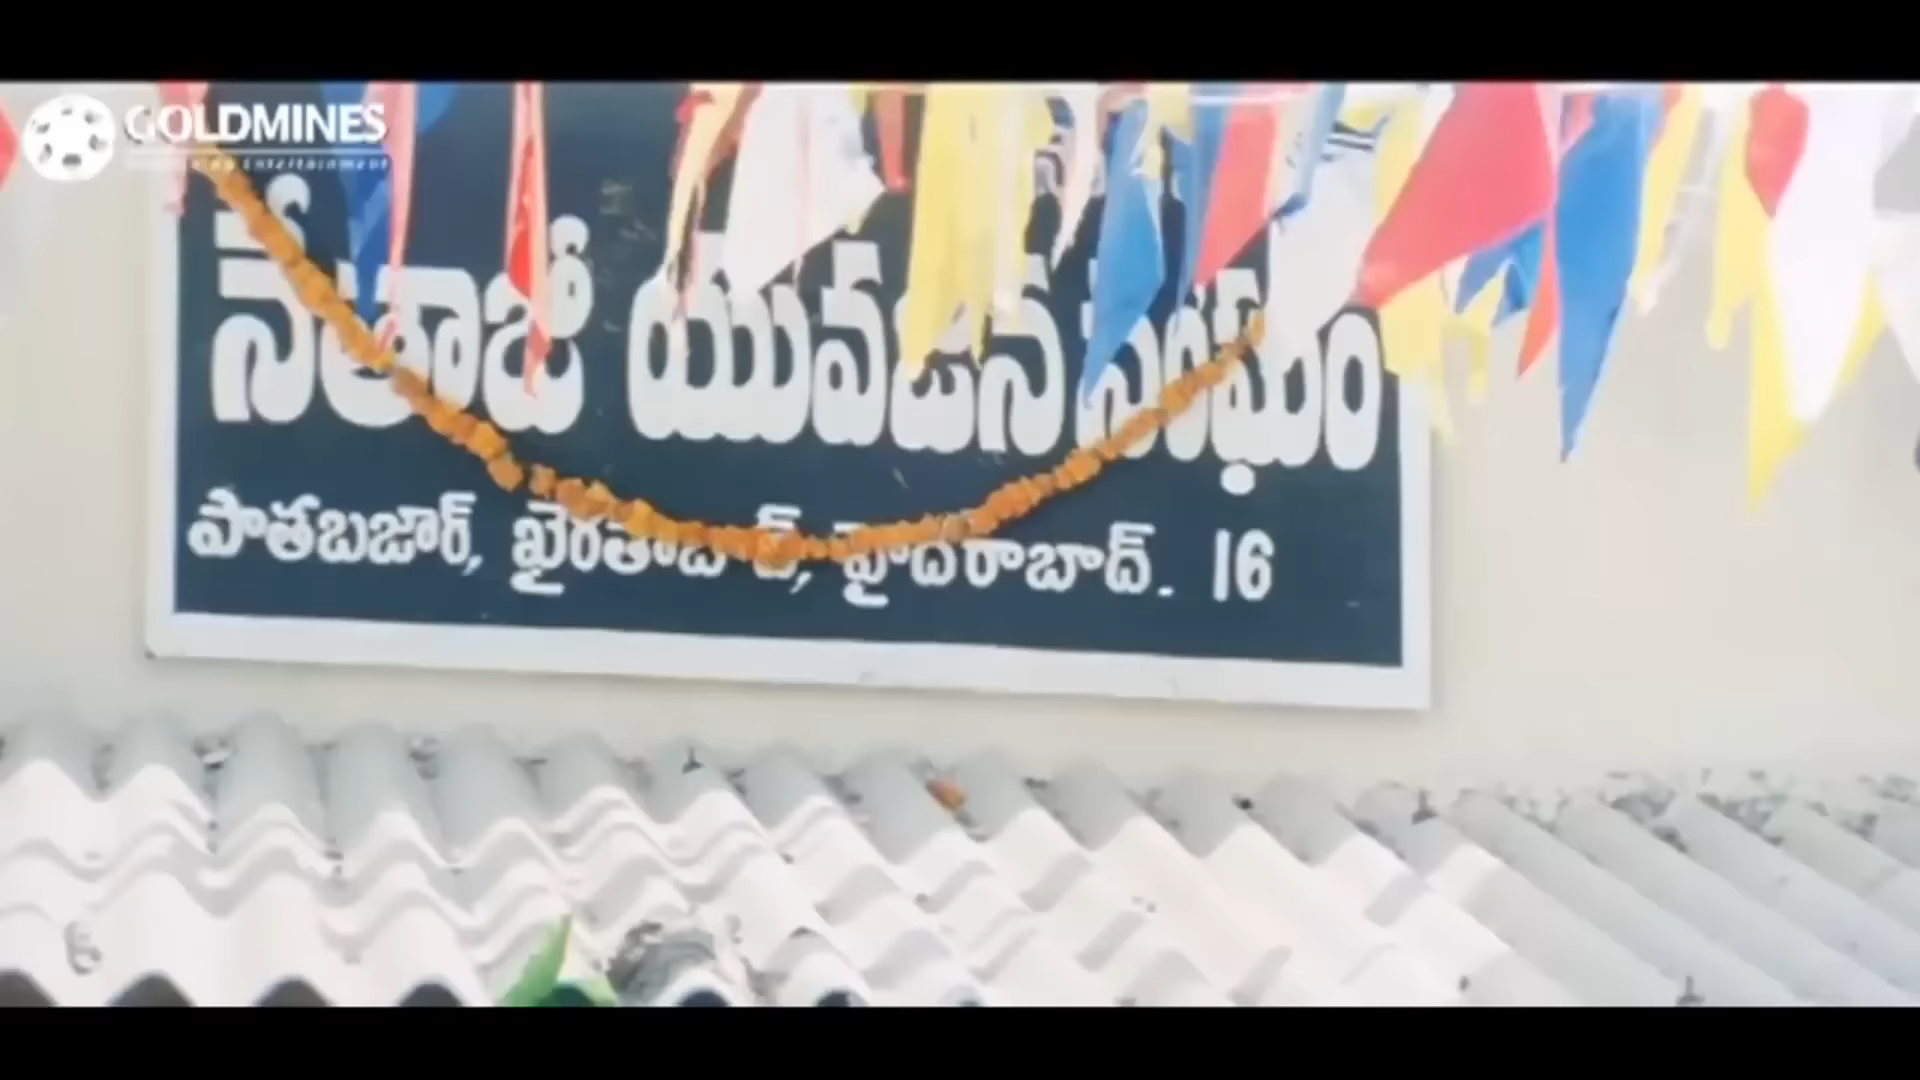 GOLDMINES
నేతాజీ యువజన సంఘం
పాతబజార్, ఖైరతాబాద్, హైదరాబాద్. 16